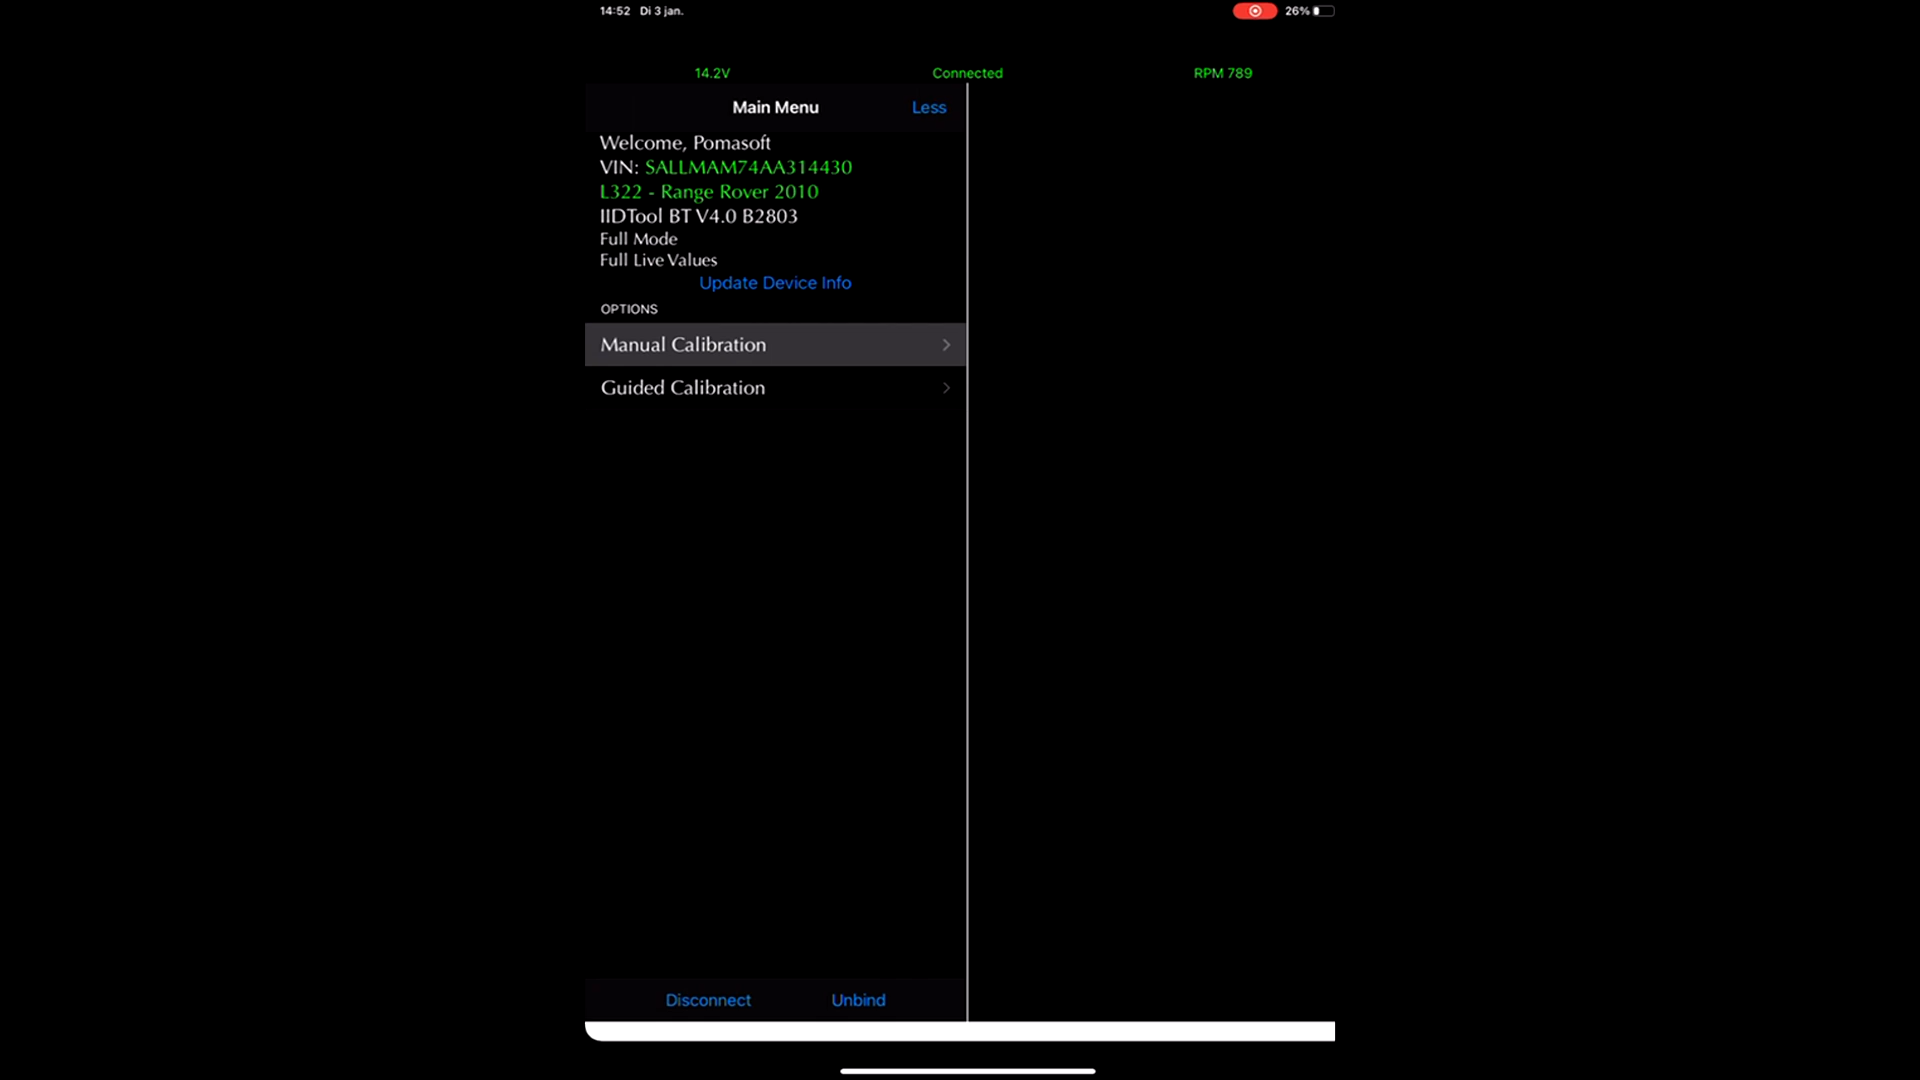 14:52 Di 3 jan.
26%
14.2V Connected RPM 789
Main Menu Less
Welcome, Pomasoft
VIN: SALLMAM74AA314430
L322 - Range Rover 2010
IIDTool BT V4.0 B2803
Full Mode
Full Live Values
Update Device Info
OPTIONS
Manual Calibration
Guided Calibration
Disconnect Unbind